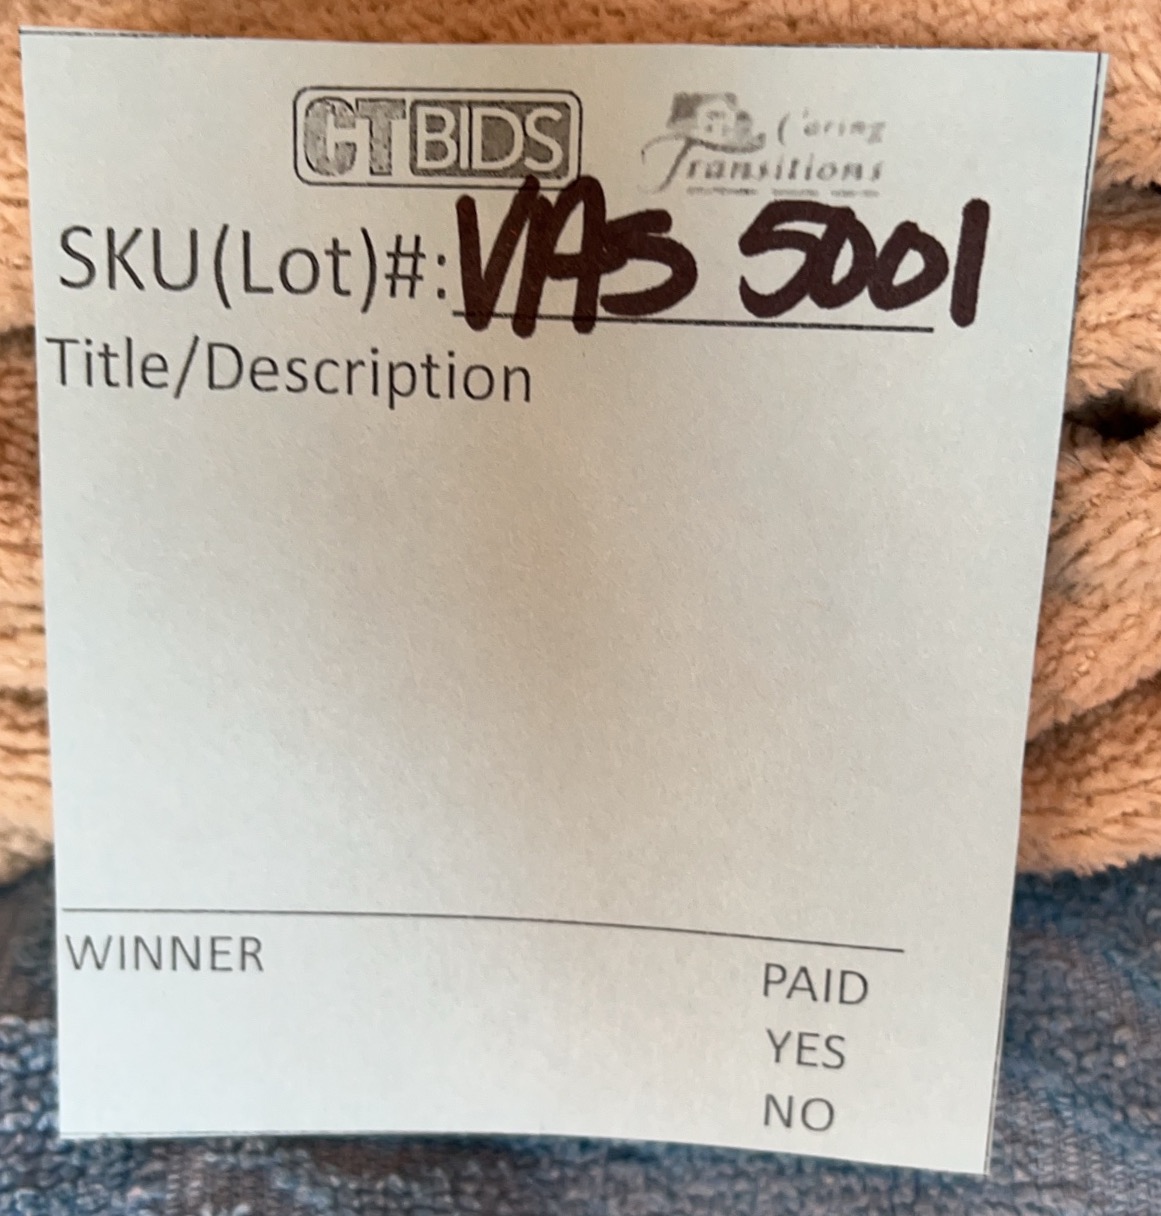 CTBIDS
Caring
Transitions
SKU(Lot)#: VAS 5001
Title/Description
WINNER
PAID
YES
NO